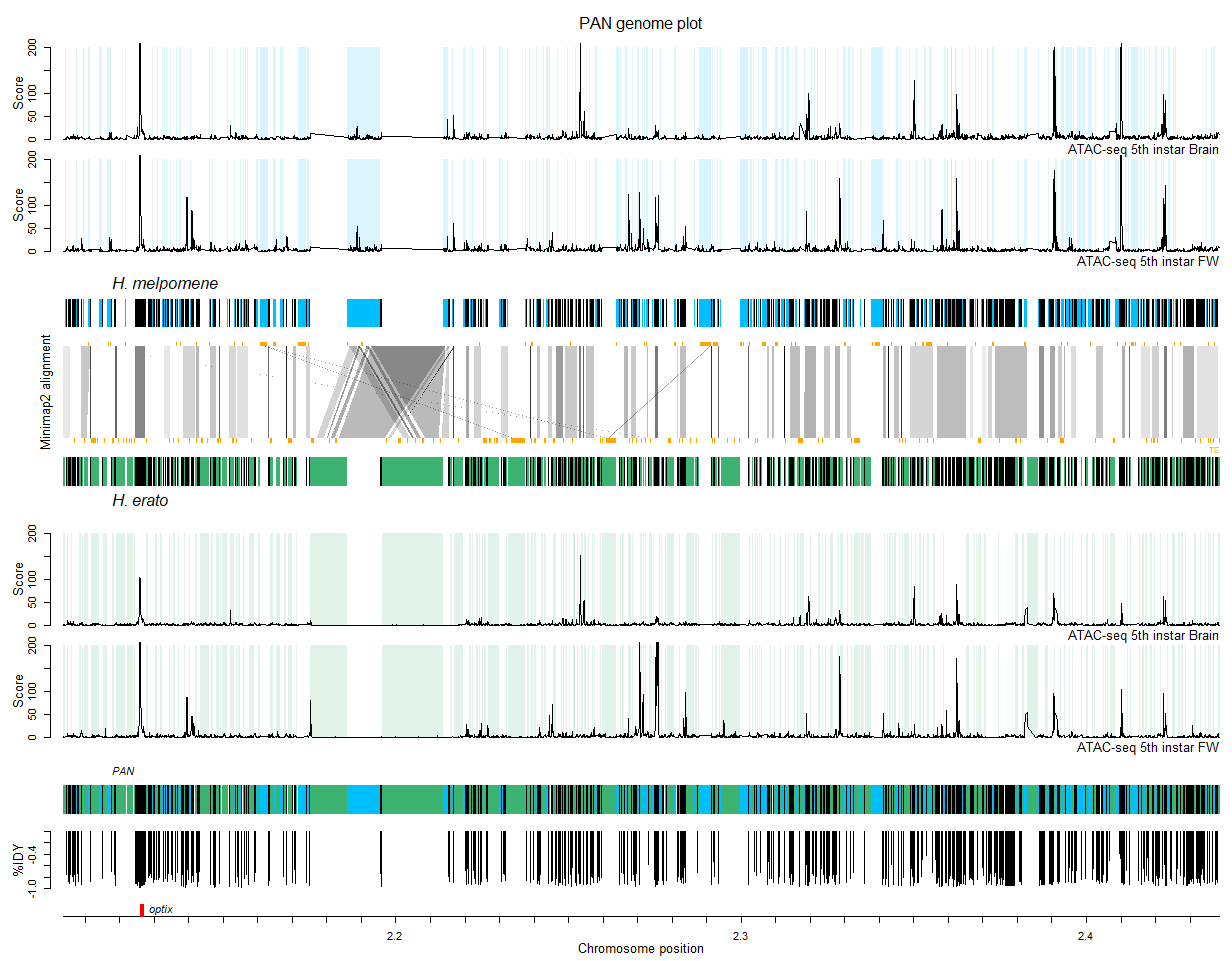 PAN genome plot
200
100
50
0
Score
ATAC-seq 5th instar Brain
200
100
50
0
Score
ATAC-seq 5th instar FW
H. melpomene
Minimap2 alignment
TE
H. erato
200
100
50
0
Score
ATAC-seq 5th instar Brain
200
100
50
0
Score
ATAC-seq 5th instar FW
PAN
%IDY
-0.4
-1.0
optix
2.2
2.3
2.4
Chromosome position